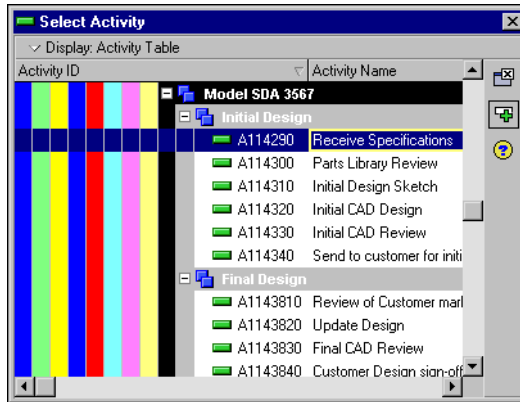 Select Activity
Display: Activity Table
Activity ID Activity Name
Model SDA 3567
Initial Design
A114290 Receive Specifications
A114300 Parts Library Review
A114310 Initial Design Sketch
A114320 Initial CAD Design
A114330 Initial CAD Review
A114340 Send to customer for initi
Final Design
A1143810 Review of Customer mar
A1143820 Update Design
A1143830 Final CAD Review
A1143840 Customer Design sign-off